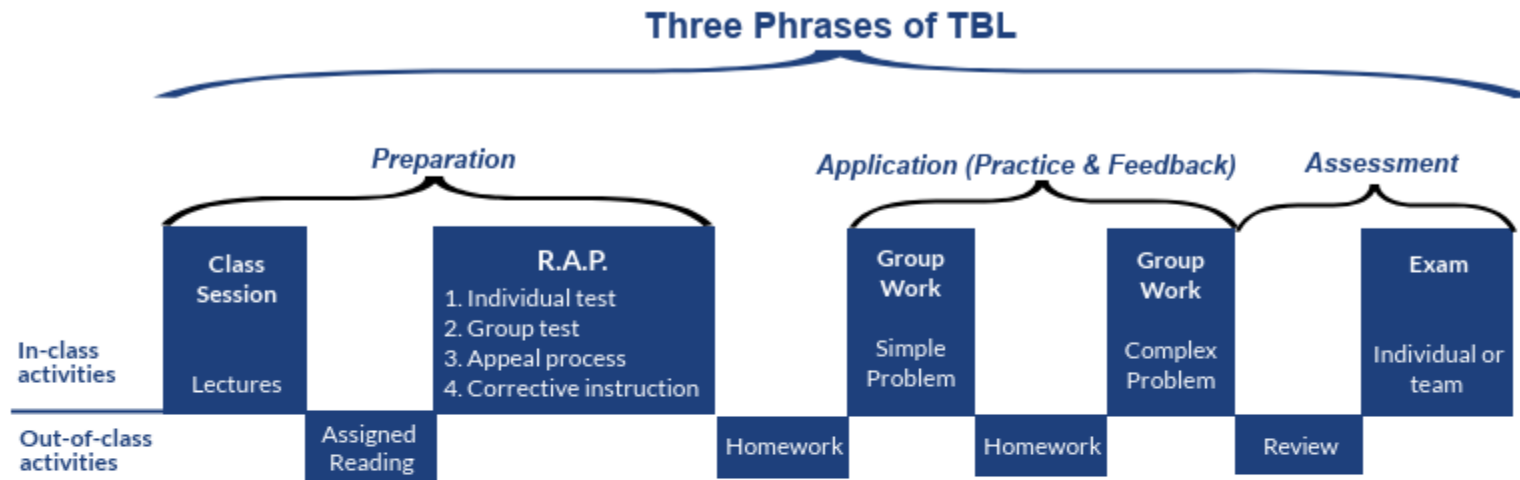 Three Phrases of TBL
Preparation
Application (Practice & Feedback)
Assessment
Class
Session
Lectures
R.A.P.
1. Individual test
2. Group test
3. Appeal process
4. Corrective instruction
Group
Work
Simple
Problem
Group
Work
Complex
Problem
Exam
Individual or
team
In-class
activities
Out-of-class
activities
Assigned
Reading
Homework
Homework
Review